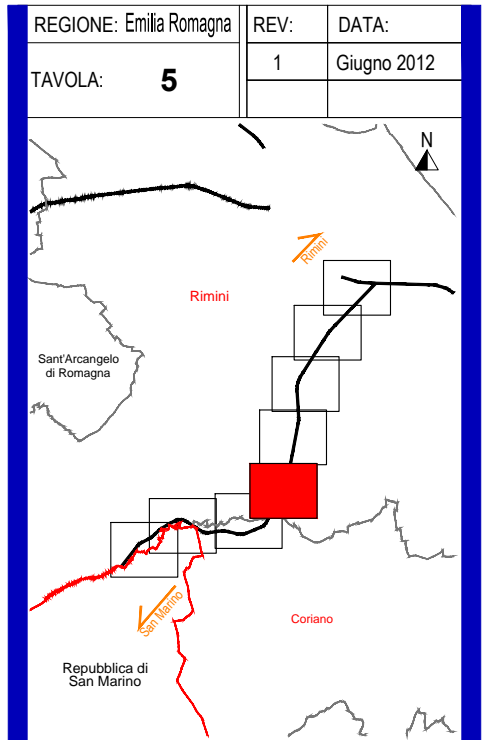 REGIONE: Emilia Romagna
REV:
DATA:
TAVOLA: 5
1
Giugno 2012
N
Rimini
Rimini
Sant'Arcangelo
di Romagna
San Marino
Coriano
Repubblica di
San Marino